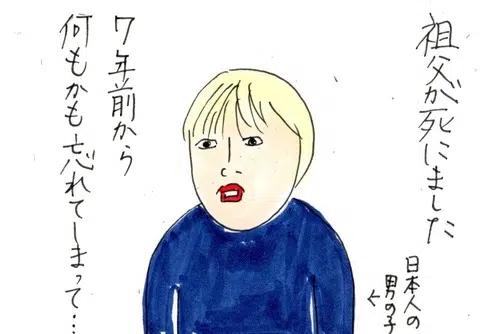 祖父が死にました
日本人の
男の子
↑
7年前から
何もかも忘れてしまって…